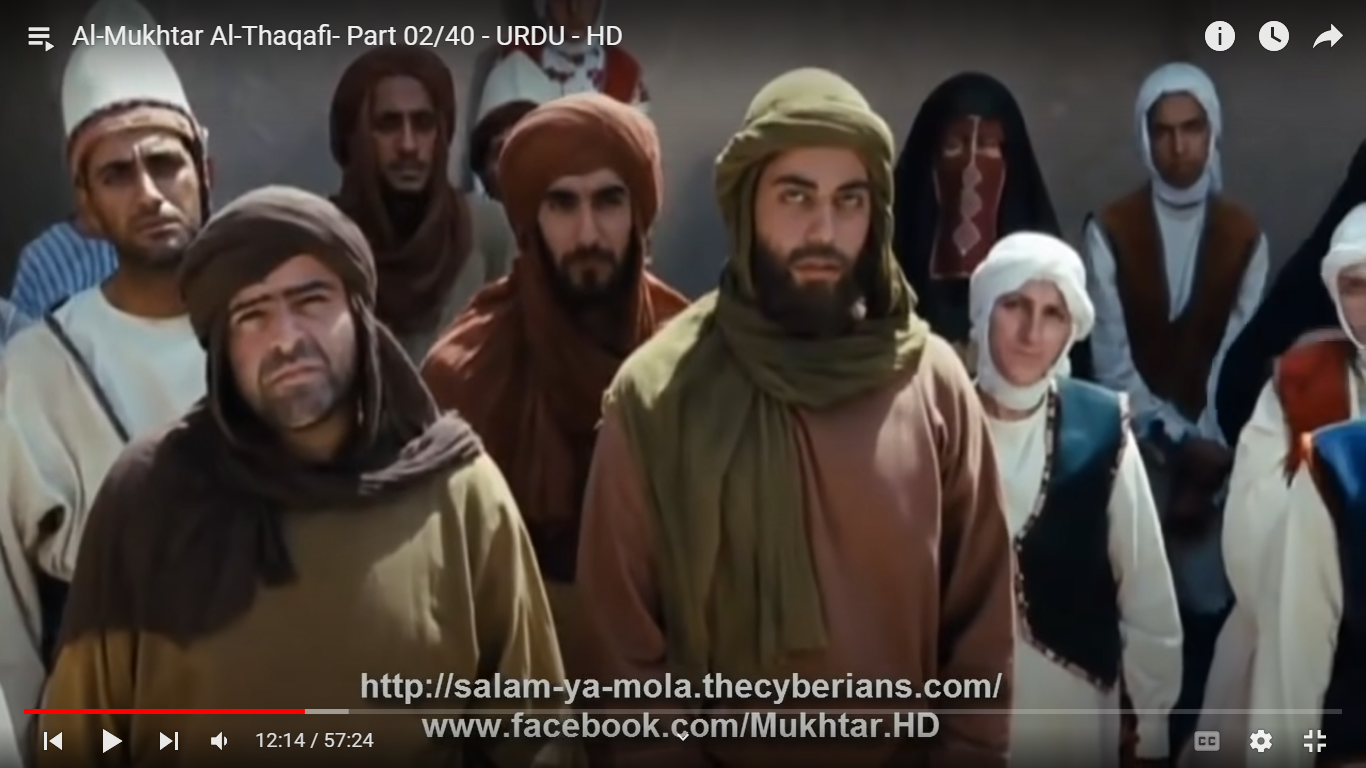 Al-Mukhtar Al-Thaqafi- Part 02/40 - URDU - HD
http://salam-ya-mola.thecyberians.com/
www.facebook.com/Mukhtar.HD
12:14 / 57:24
CC